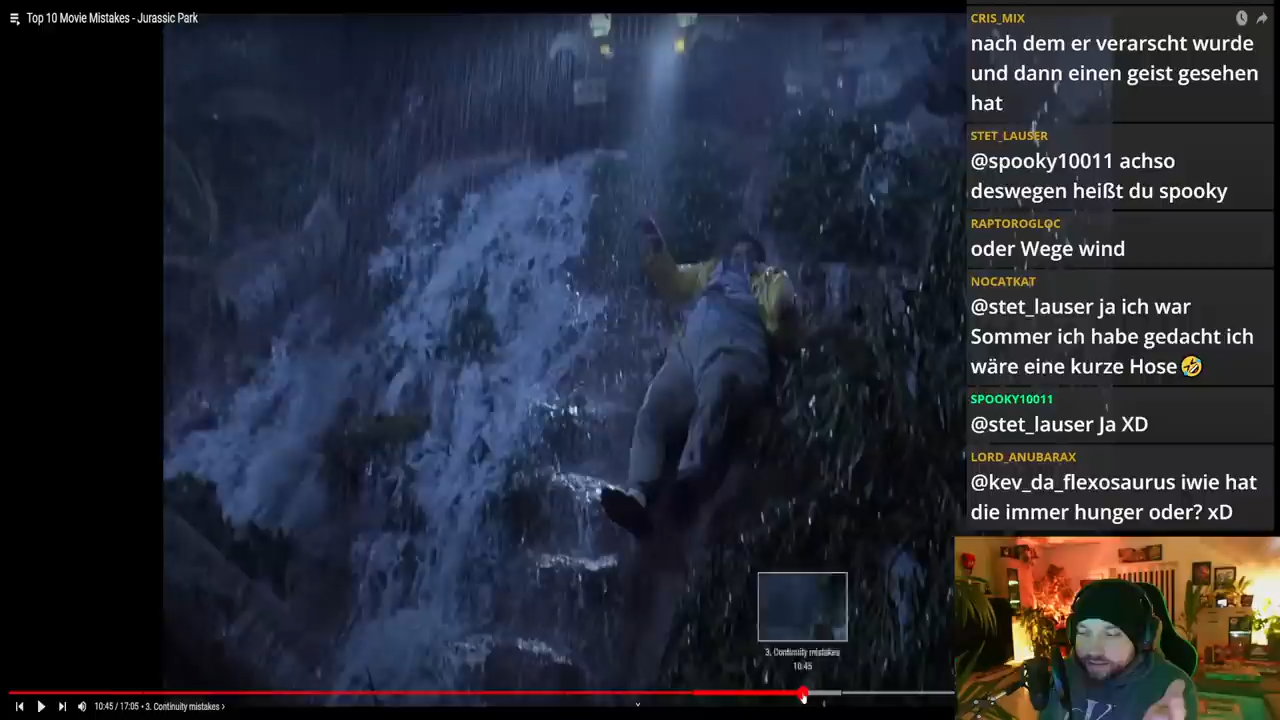 Top 10 Movie Mistakes - Jurassic Park
CRIS_MIX
nach dem er verarscht wurde
und dann einen geist gesehen
hat
STET_LAUSER
@spooky10011 achso
deswegen heißt du spooky
RAPTOROGLOC
oder Wege wind
NOCATKAT
@stet_lauser ja ich war
Sommer ich habe gedacht ich
wäre eine kurze Hose🤣
SPOOKY10011
@stet_lauser Ja XD
LORD_ANUBARAX
@kev_da_flexosaurus iwie hat
die immer hunger oder? xD
3. Continuity mistakes
10:45
10:45 / 17:05 • 3. Continuity mistakes ›